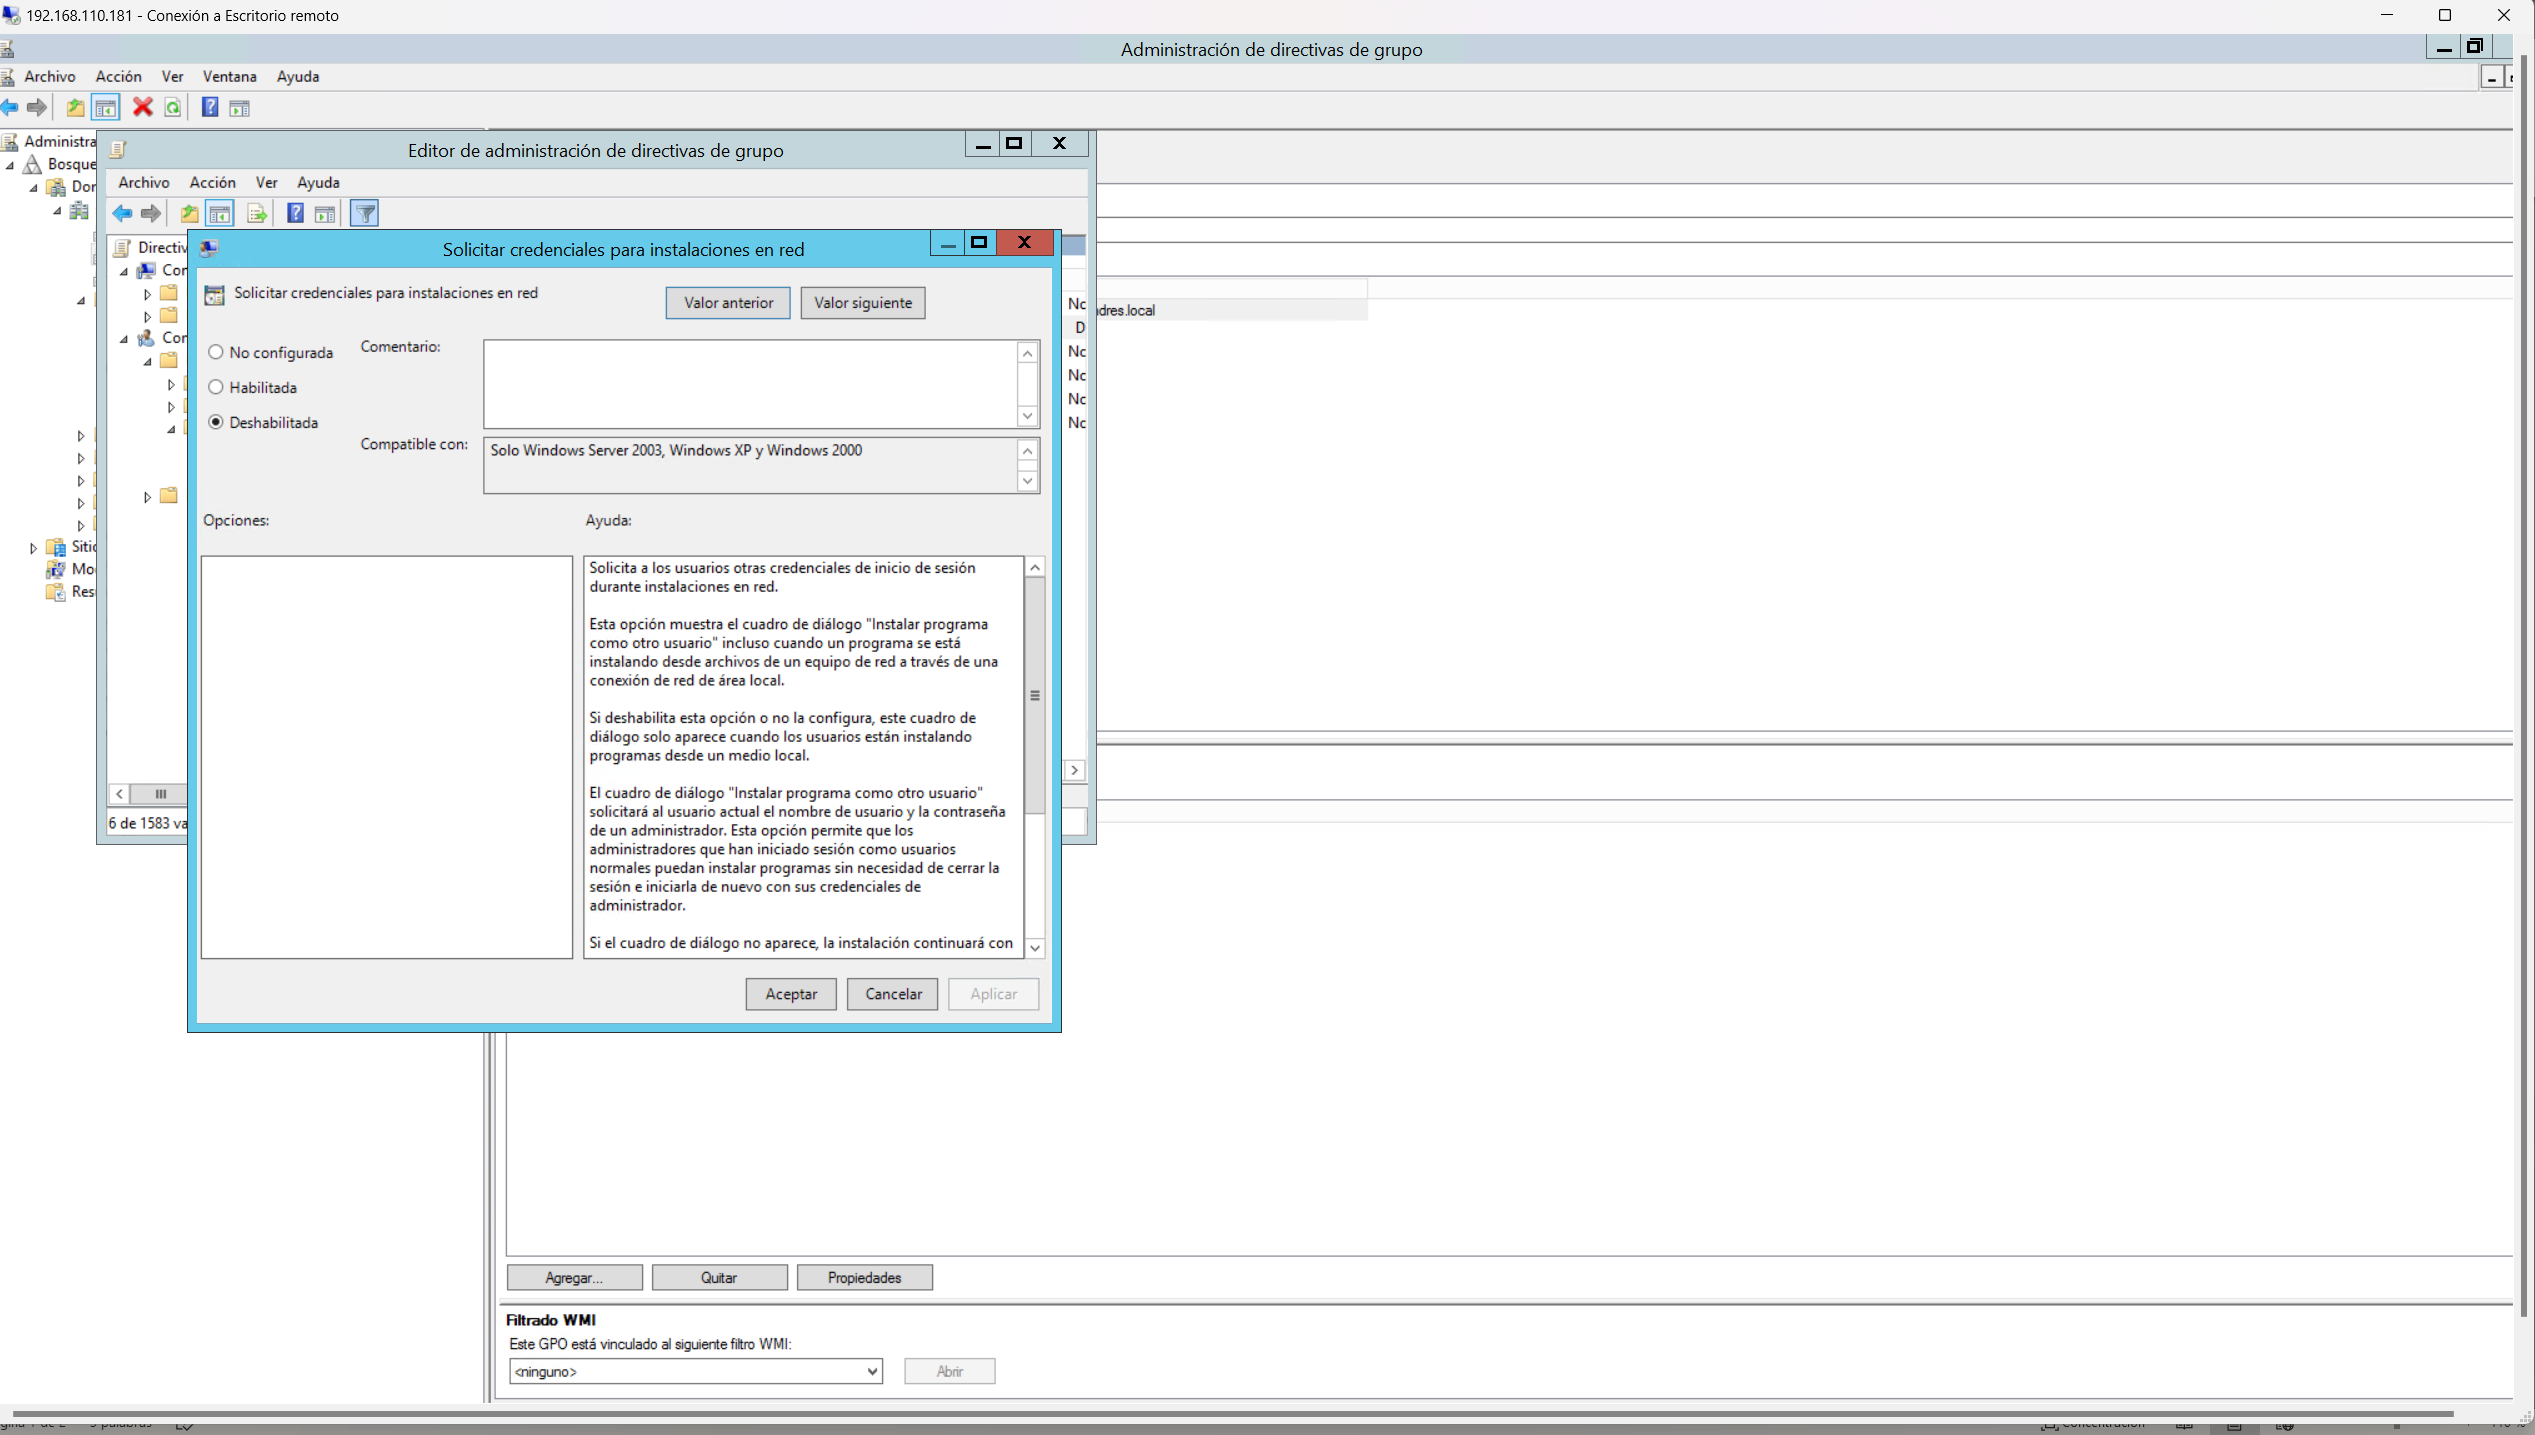 192.168.110.181 - Conexión a Escritorio remoto
Administración de directivas de grupo
Archivo Acción Ver Ventana Ayuda
Administra
Bosque
Dor
Sitio
Mo
Res
Editor de administración de directivas de grupo
Archivo Acción Ver Ayuda
Directiv
Cor
Cor
6 de 1583 va
Nc
D
Nc
Nc
Nc
Nc
dres.local
Solicitar credenciales para instalaciones en red
Solicitar credenciales para instalaciones en red
Valor anterior Valor siguiente
No configurada
Habilitada
Deshabilitada
Comentario:
Compatible con:
Solo Windows Server 2003, Windows XP y Windows 2000
Opciones:
Ayuda:
Solicita a los usuarios otras credenciales de inicio de sesión
durante instalaciones en red.
Esta opción muestra el cuadro de diálogo "Instalar programa
como otro usuario" incluso cuando un programa se está
instalando desde archivos de un equipo de red a través de una
conexión de red de área local.
Si deshabilita esta opción o no la configura, este cuadro de
diálogo solo aparece cuando los usuarios están instalando
programas desde un medio local.
El cuadro de diálogo "Instalar programa como otro usuario"
solicitará al usuario actual el nombre de usuario y la contraseña
de un administrador. Esta opción permite que los
administradores que han iniciado sesión como usuarios
normales puedan instalar programas sin necesidad de cerrar la
sesión e iniciarla de nuevo con sus credenciales de
administrador.
Si el cuadro de diálogo no aparece, la instalación continuará con
Aceptar Cancelar Aplicar
Agregar... Quitar Propiedades
Filtrado WMI
Este GPO está vinculado al siguiente filtro WMI:
<ninguno>
Abrir